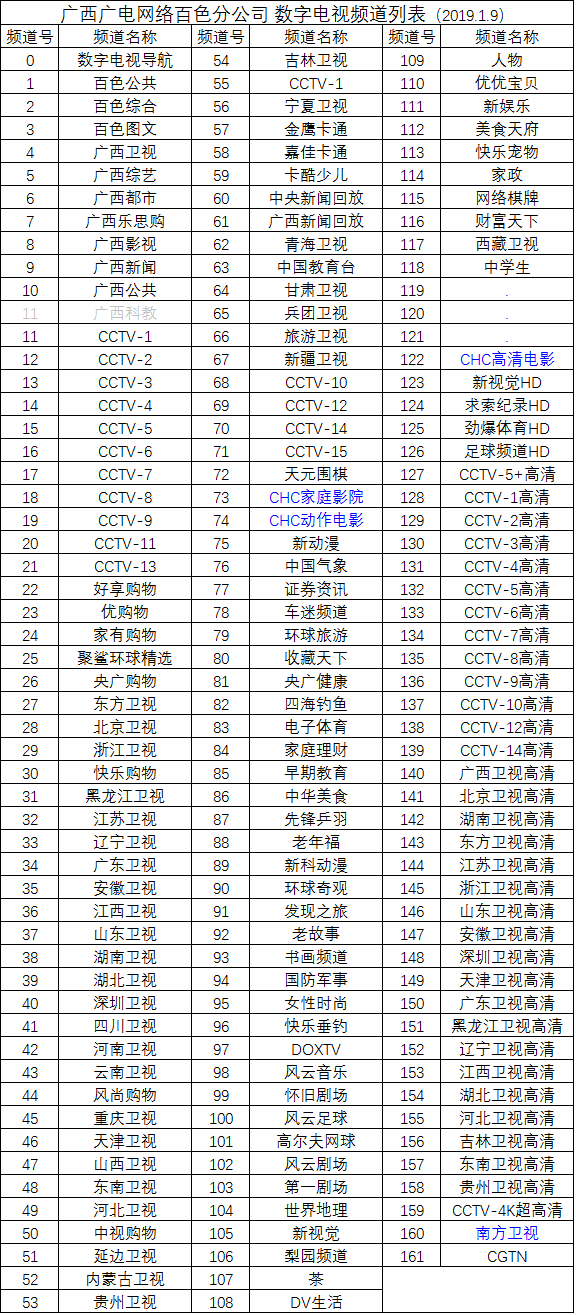 广西广电网络百色分公司 数字电视频道列表（2019.1.9）
频道号 频道名称 频道号 频道名称 频道号 频道名称
0 数字电视导航 54 吉林卫视 109 人物
1 百色公共 55 CCTV-1 110 优优宝贝
2 百色综合 56 宁夏卫视 111 新娱乐
3 百色图文 57 金鹰卡通 112 美食天府
4 广西卫视 58 嘉佳卡通 113 快乐宠物
5 广西综艺 59 卡酷少儿 114 家政
6 广西都市 60 中央新闻回放 115 网络棋牌
7 广西乐思购 61 广西新闻回放 116 财富天下
8 广西影视 62 青海卫视 117 西藏卫视
9 广西新闻 63 中国教育台 118 中学生
10 广西公共 64 甘肃卫视 119 .
11 广西科教 65 兵团卫视 120 .
11 CCTV-1 66 旅游卫视 121 .
12 CCTV-2 67 新疆卫视 122 CHC高清电影
13 CCTV-3 68 CCTV-10 123 新视觉HD
14 CCTV-4 69 CCTV-12 124 求索纪录HD
15 CCTV-5 70 CCTV-14 125 劲爆体育HD
16 CCTV-6 71 CCTV-15 126 足球频道HD
17 CCTV-7 72 天元围棋 127 CCTV-5+高清
18 CCTV-8 73 CHC家庭影院 128 CCTV-1高清
19 CCTV-9 74 CHC动作电影 129 CCTV-2高清
20 CCTV-11 75 新动漫 130 CCTV-3高清
21 CCTV-13 76 中国气象 131 CCTV-4高清
22 好享购物 77 证券资讯 132 CCTV-5高清
23 优购物 78 车迷频道 133 CCTV-6高清
24 家有购物 79 环球旅游 134 CCTV-7高清
25 聚鲨环球精选 80 收藏天下 135 CCTV-8高清
26 央广购物 81 央广健康 136 CCTV-9高清
27 东方卫视 82 四海钓鱼 137 CCTV-10高清
28 北京卫视 83 电子体育 138 CCTV-12高清
29 浙江卫视 84 家庭理财 139 CCTV-14高清
30 快乐购物 85 早期教育 140 广西卫视高清
31 黑龙江卫视 86 中华美食 141 北京卫视高清
32 江苏卫视 87 先锋乒羽 142 湖南卫视高清
33 辽宁卫视 88 老年福 143 东方卫视高清
34 广东卫视 89 新科动漫 144 江苏卫视高清
35 安徽卫视 90 环球奇观 145 浙江卫视高清
36 江西卫视 91 发现之旅 146 山东卫视高清
37 山东卫视 92 老故事 147 安徽卫视高清
38 湖南卫视 93 书画频道 148 深圳卫视高清
39 湖北卫视 94 国防军事 149 天津卫视高清
40 深圳卫视 95 女性时尚 150 广东卫视高清
41 四川卫视 96 快乐垂钓 151 黑龙江卫视高清
42 河南卫视 97 DOXTV 152 辽宁卫视高清
43 云南卫视 98 风云音乐 153 江西卫视高清
44 风尚购物 99 怀旧剧场 154 湖北卫视高清
45 重庆卫视 100 风云足球 155 河北卫视高清
46 天津卫视 101 高尔夫网球 156 吉林卫视高清
47 山西卫视 102 风云剧场 157 东南卫视高清
48 东南卫视 103 第一剧场 158 贵州卫视高清
49 河北卫视 104 世界地理 159 CCTV-4K超高清
50 中视购物 105 新视觉 160 南方卫视
51 延边卫视 106 梨园频道 161 CGTN
52 内蒙古卫视 107 茶
53 贵州卫视 108 DV生活